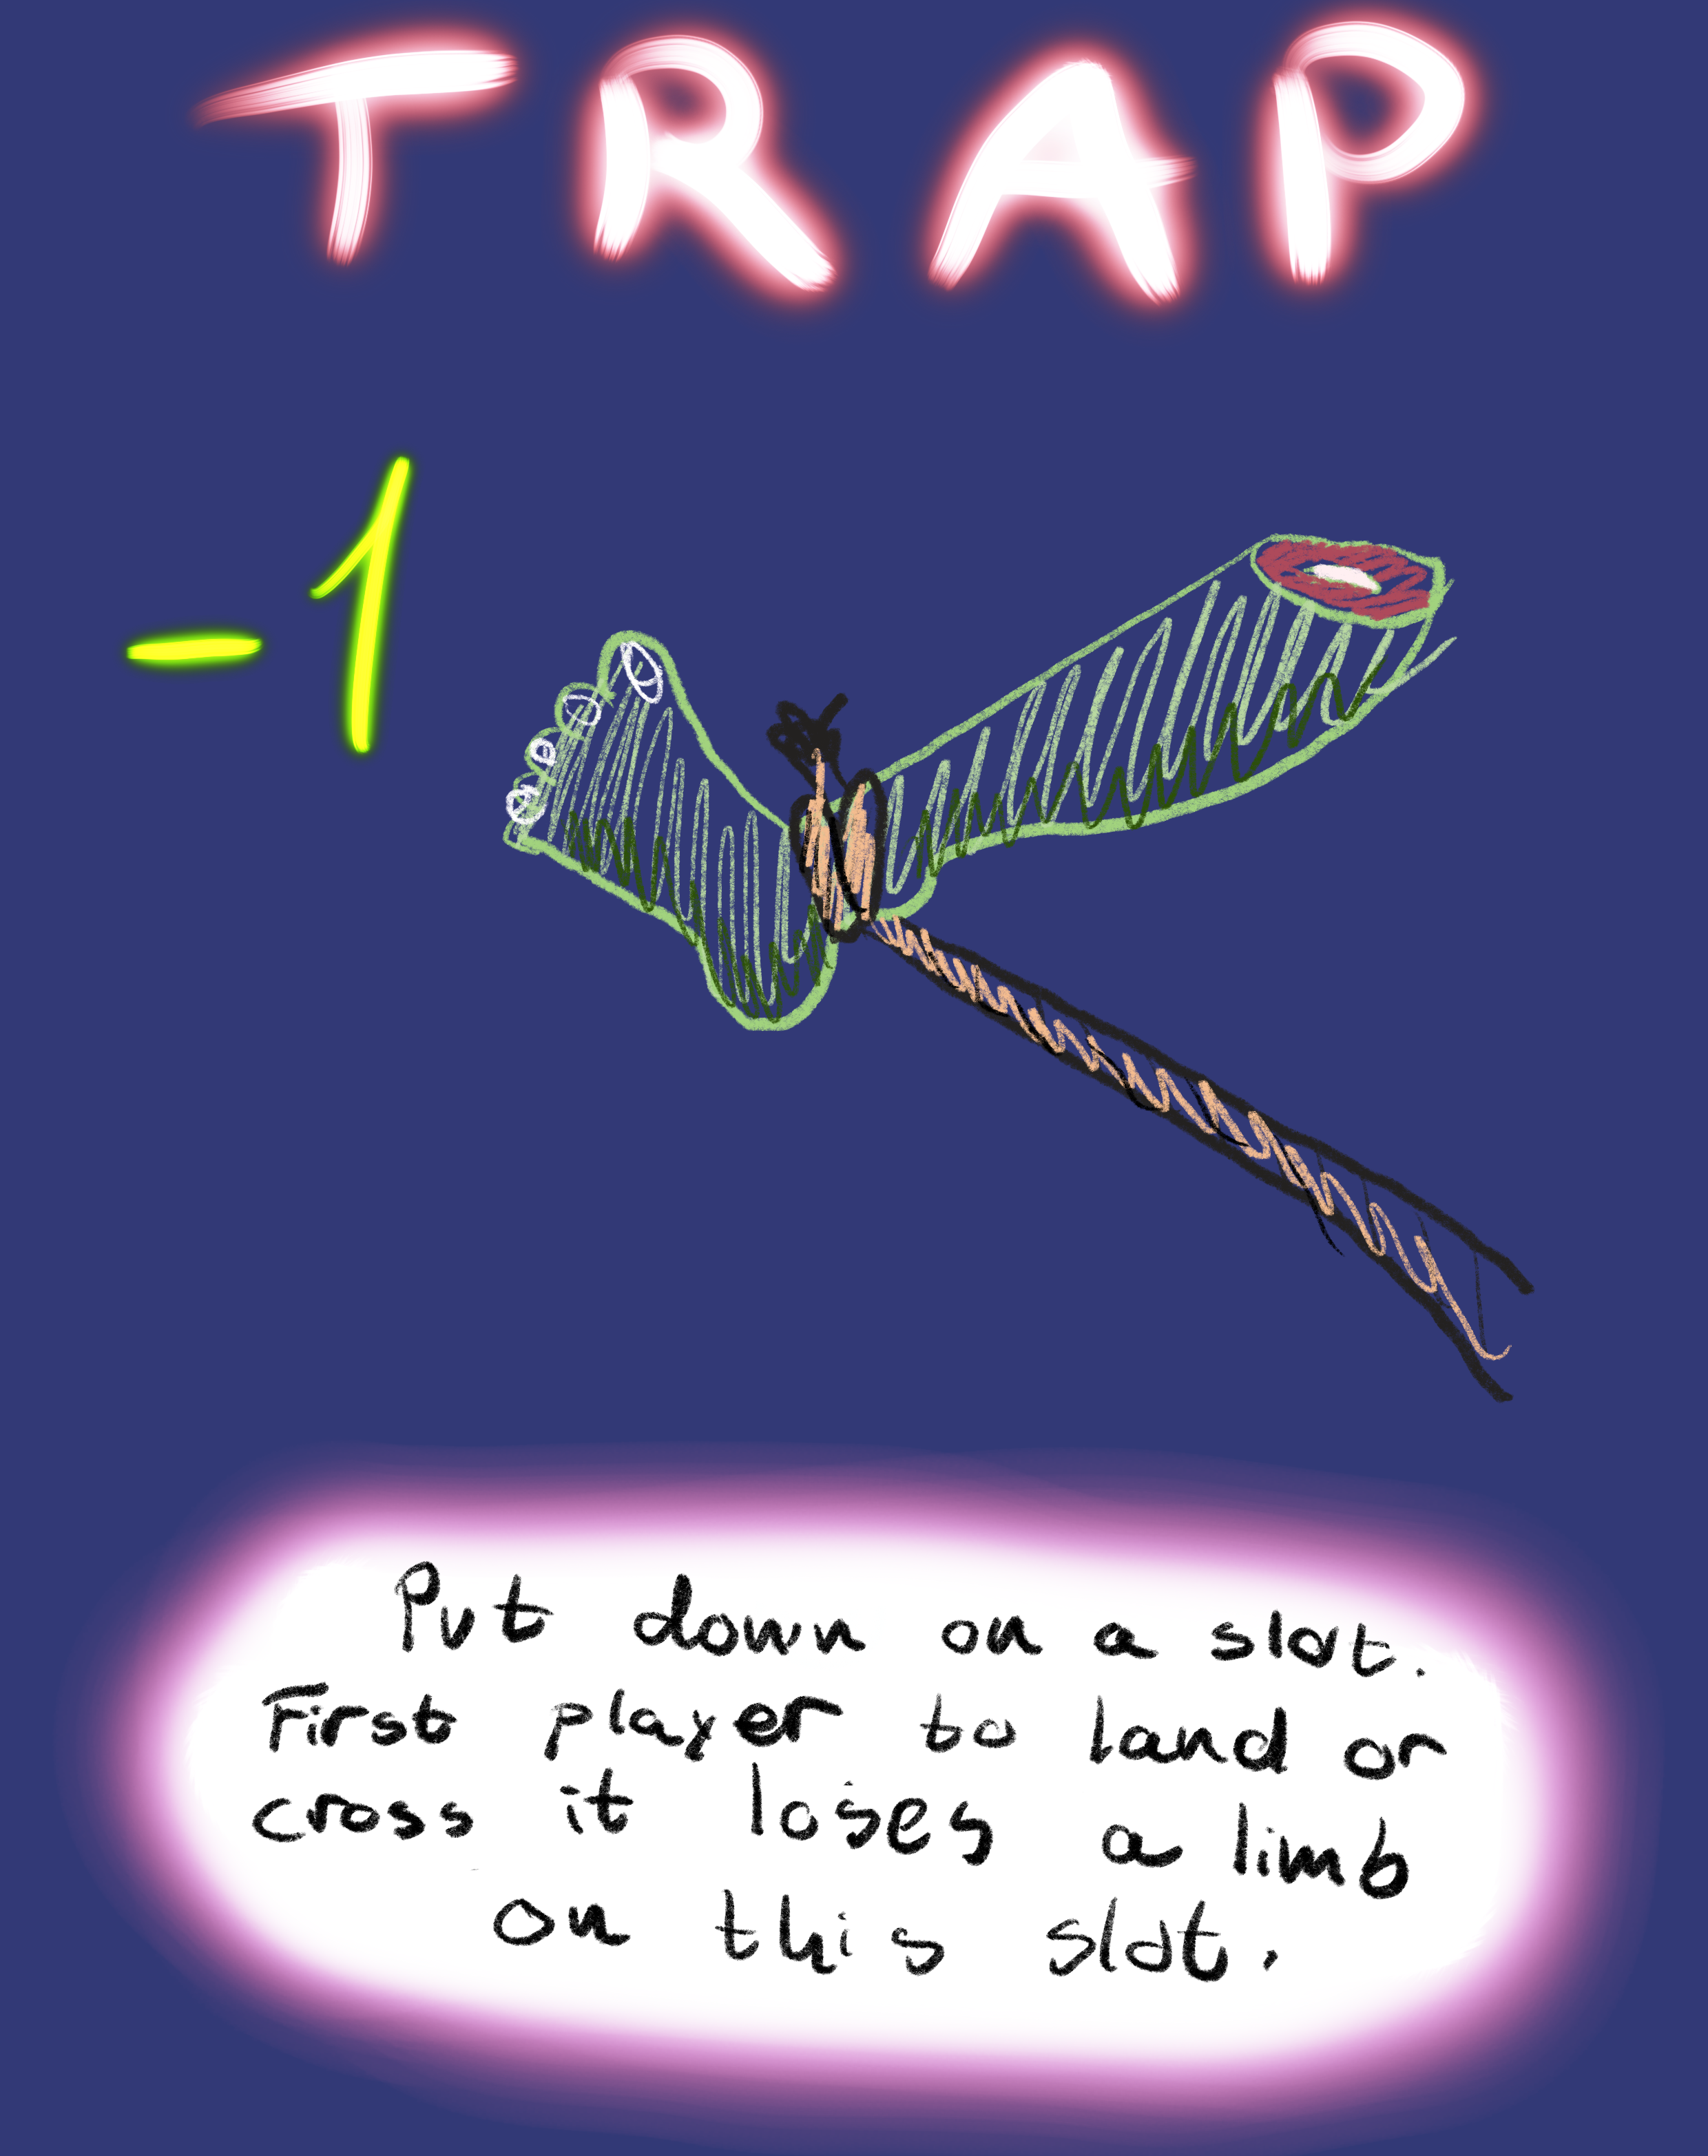 TRAP
-1
Put down on a slot.
First player to land or
cross it loses a limb
on this slot.